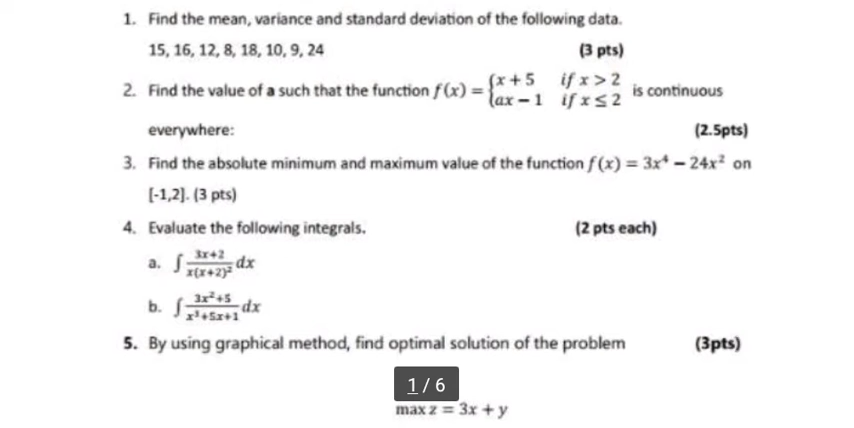 1. Find the mean, variance and standard deviation of the following data.
15, 16, 12, 8, 18, 10, 9, 24 (3 pts)
2. Find the value of a such that the function f(x) = {x + 5 if x > 2
{ax − 1 if x ≤ 2 is continuous
everywhere: (2.5pts)
3. Find the absolute minimum and maximum value of the function f(x) = 3x⁴ − 24x² on
[-1,2]. (3 pts)
4. Evaluate the following integrals. (2 pts each)
a. ∫ (3x+2)/(x(x+2)²) dx
b. ∫ (3x²+5)/(x³+5x+1) dx
5. By using graphical method, find optimal solution of the problem (3pts)
1 / 6
max z = 3x + y